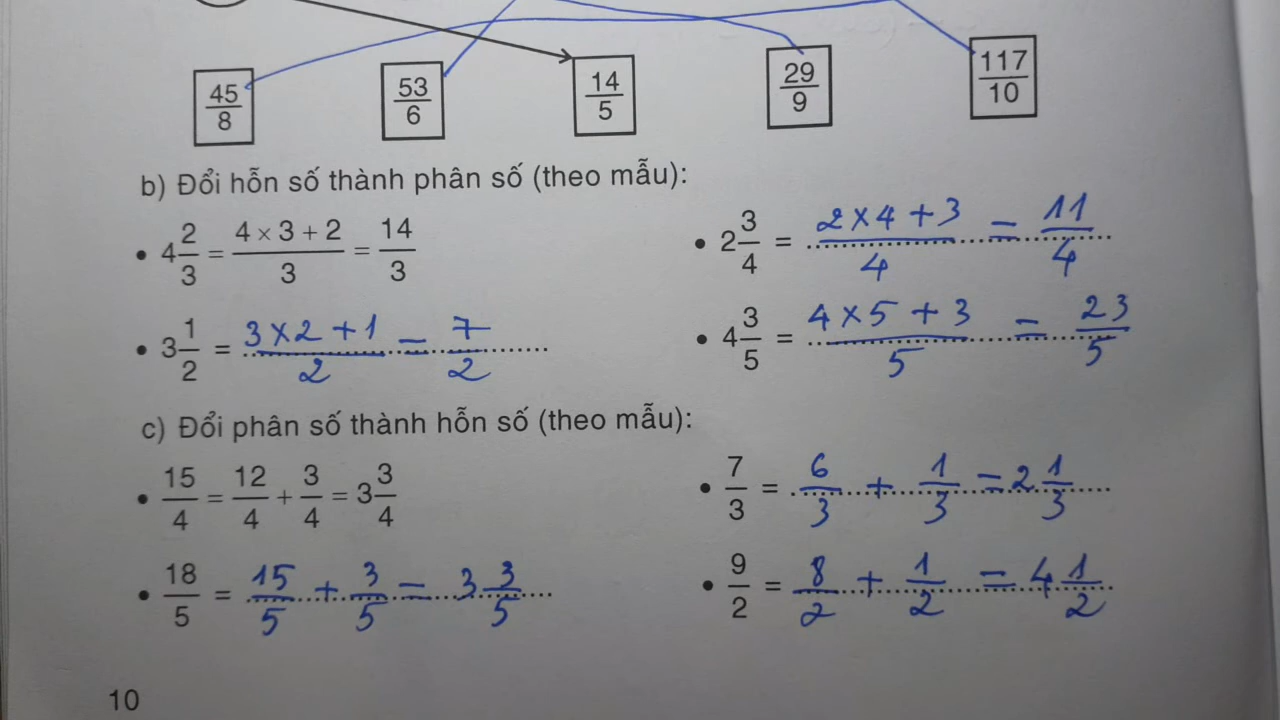 45/8 53/6 14/5 29/9 117/10
b) Đổi hỗn số thành phân số (theo mẫu):
• 4 2/3 = (4 × 3 + 2)/3 = 14/3 • 2 3/4 = (2 × 4 + 3)/4 = 11/4
• 3 1/2 = (3 × 2 + 1)/2 = 7/2 • 4 3/5 = (4 × 5 + 3)/5 = 23/5
c) Đổi phân số thành hỗn số (theo mẫu):
• 15/4 = 12/4 + 3/4 = 3 3/4 • 7/3 = 6/3 + 1/3 = 2 1/3
• 18/5 = 15/5 + 3/5 = 3 3/5 • 9/2 = 8/2 + 1/2 = 4 1/2
10